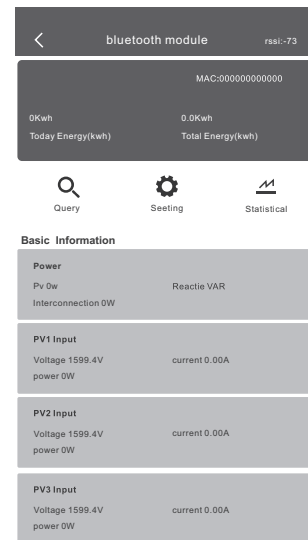 bluetooth module rssi:-73
MAC:000000000000
0Kwh 0.0Kwh
Today Energy(kwh) Total Energy(kwh)
Query Seeting Statistical
Basic Information
Power
Pv 0w Reactie VAR
Interconnection 0W
PV1 Input
Voltage 1599.4V current 0.00A
power 0W
PV2 Input
Voltage 1599.4V current 0.00A
power 0W
PV3 Input
Voltage 1599.4V current 0.00A
power 0W